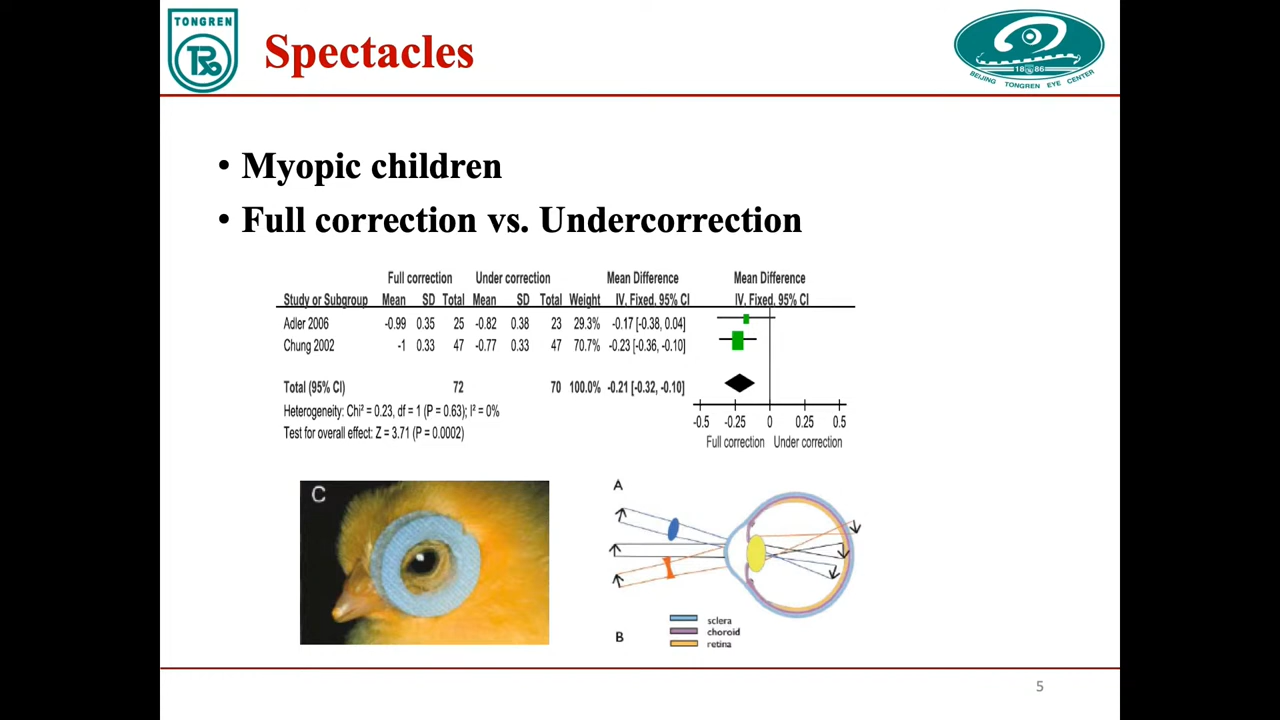 TONGREN
Spectacles
1886
BEIJING TONGREN EYE CENTER
• Myopic children
• Full correction vs. Undercorrection
Full correction Under correction Mean Difference Mean Difference
Study or Subgroup Mean SD Total Mean SD Total Weight IV. Fixed. 95% CI IV. Fixed. 95% CI
Adler 2006 -0.99 0.35 25 -0.82 0.38 23 29.3% -0.17 [-0.38, 0.04]
Chung 2002 -1 0.33 47 -0.77 0.33 47 70.7% -0.23 [-0.36, -0.10]
Total (95% CI) 72 70 100.0% -0.21 [-0.32, -0.10]
Heterogeneity: Chi² = 0.23, df = 1 (P = 0.63); I² = 0%
Test for overall effect: Z = 3.71 (P = 0.0002)
-0.5 -0.25 0 0.25 0.5
Full correction Under correction
C
A
B
sclera
choroid
retina
5